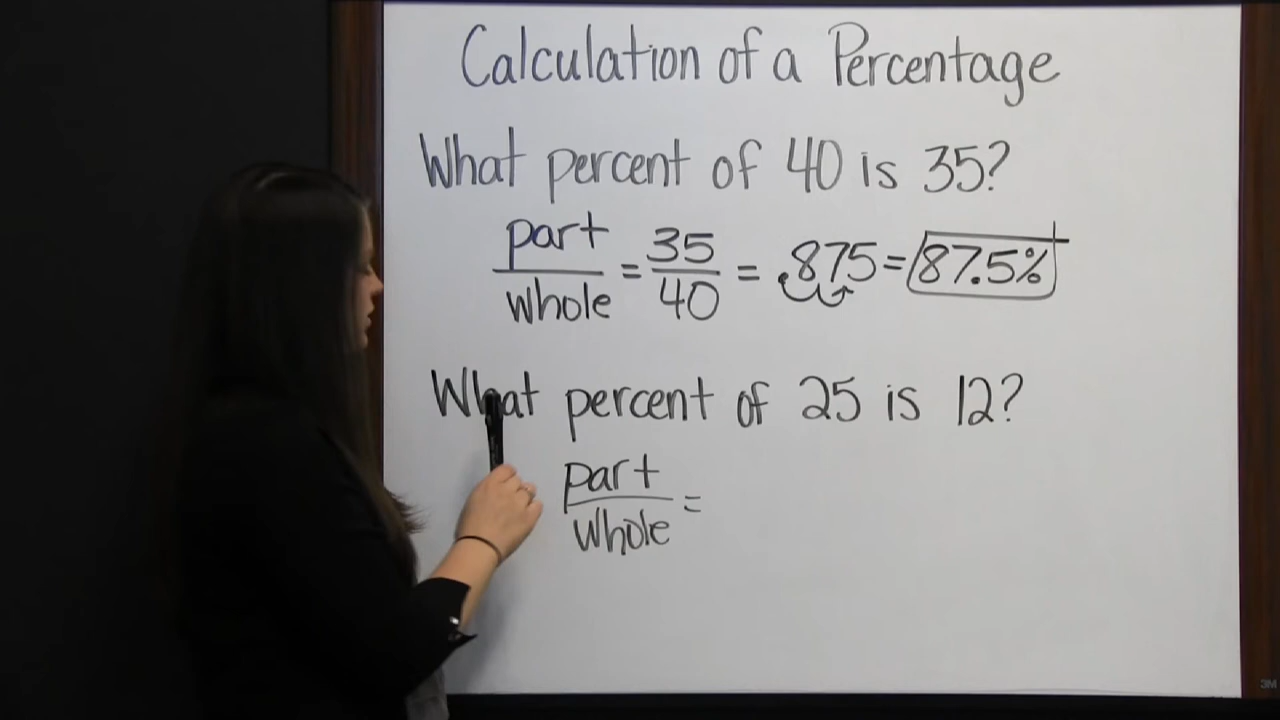 Calculation of a Percentage
What percent of 40 is 35?
part/whole = 35/40 = .875 = 87.5%
What percent of 25 is 12?
part/whole =
3M